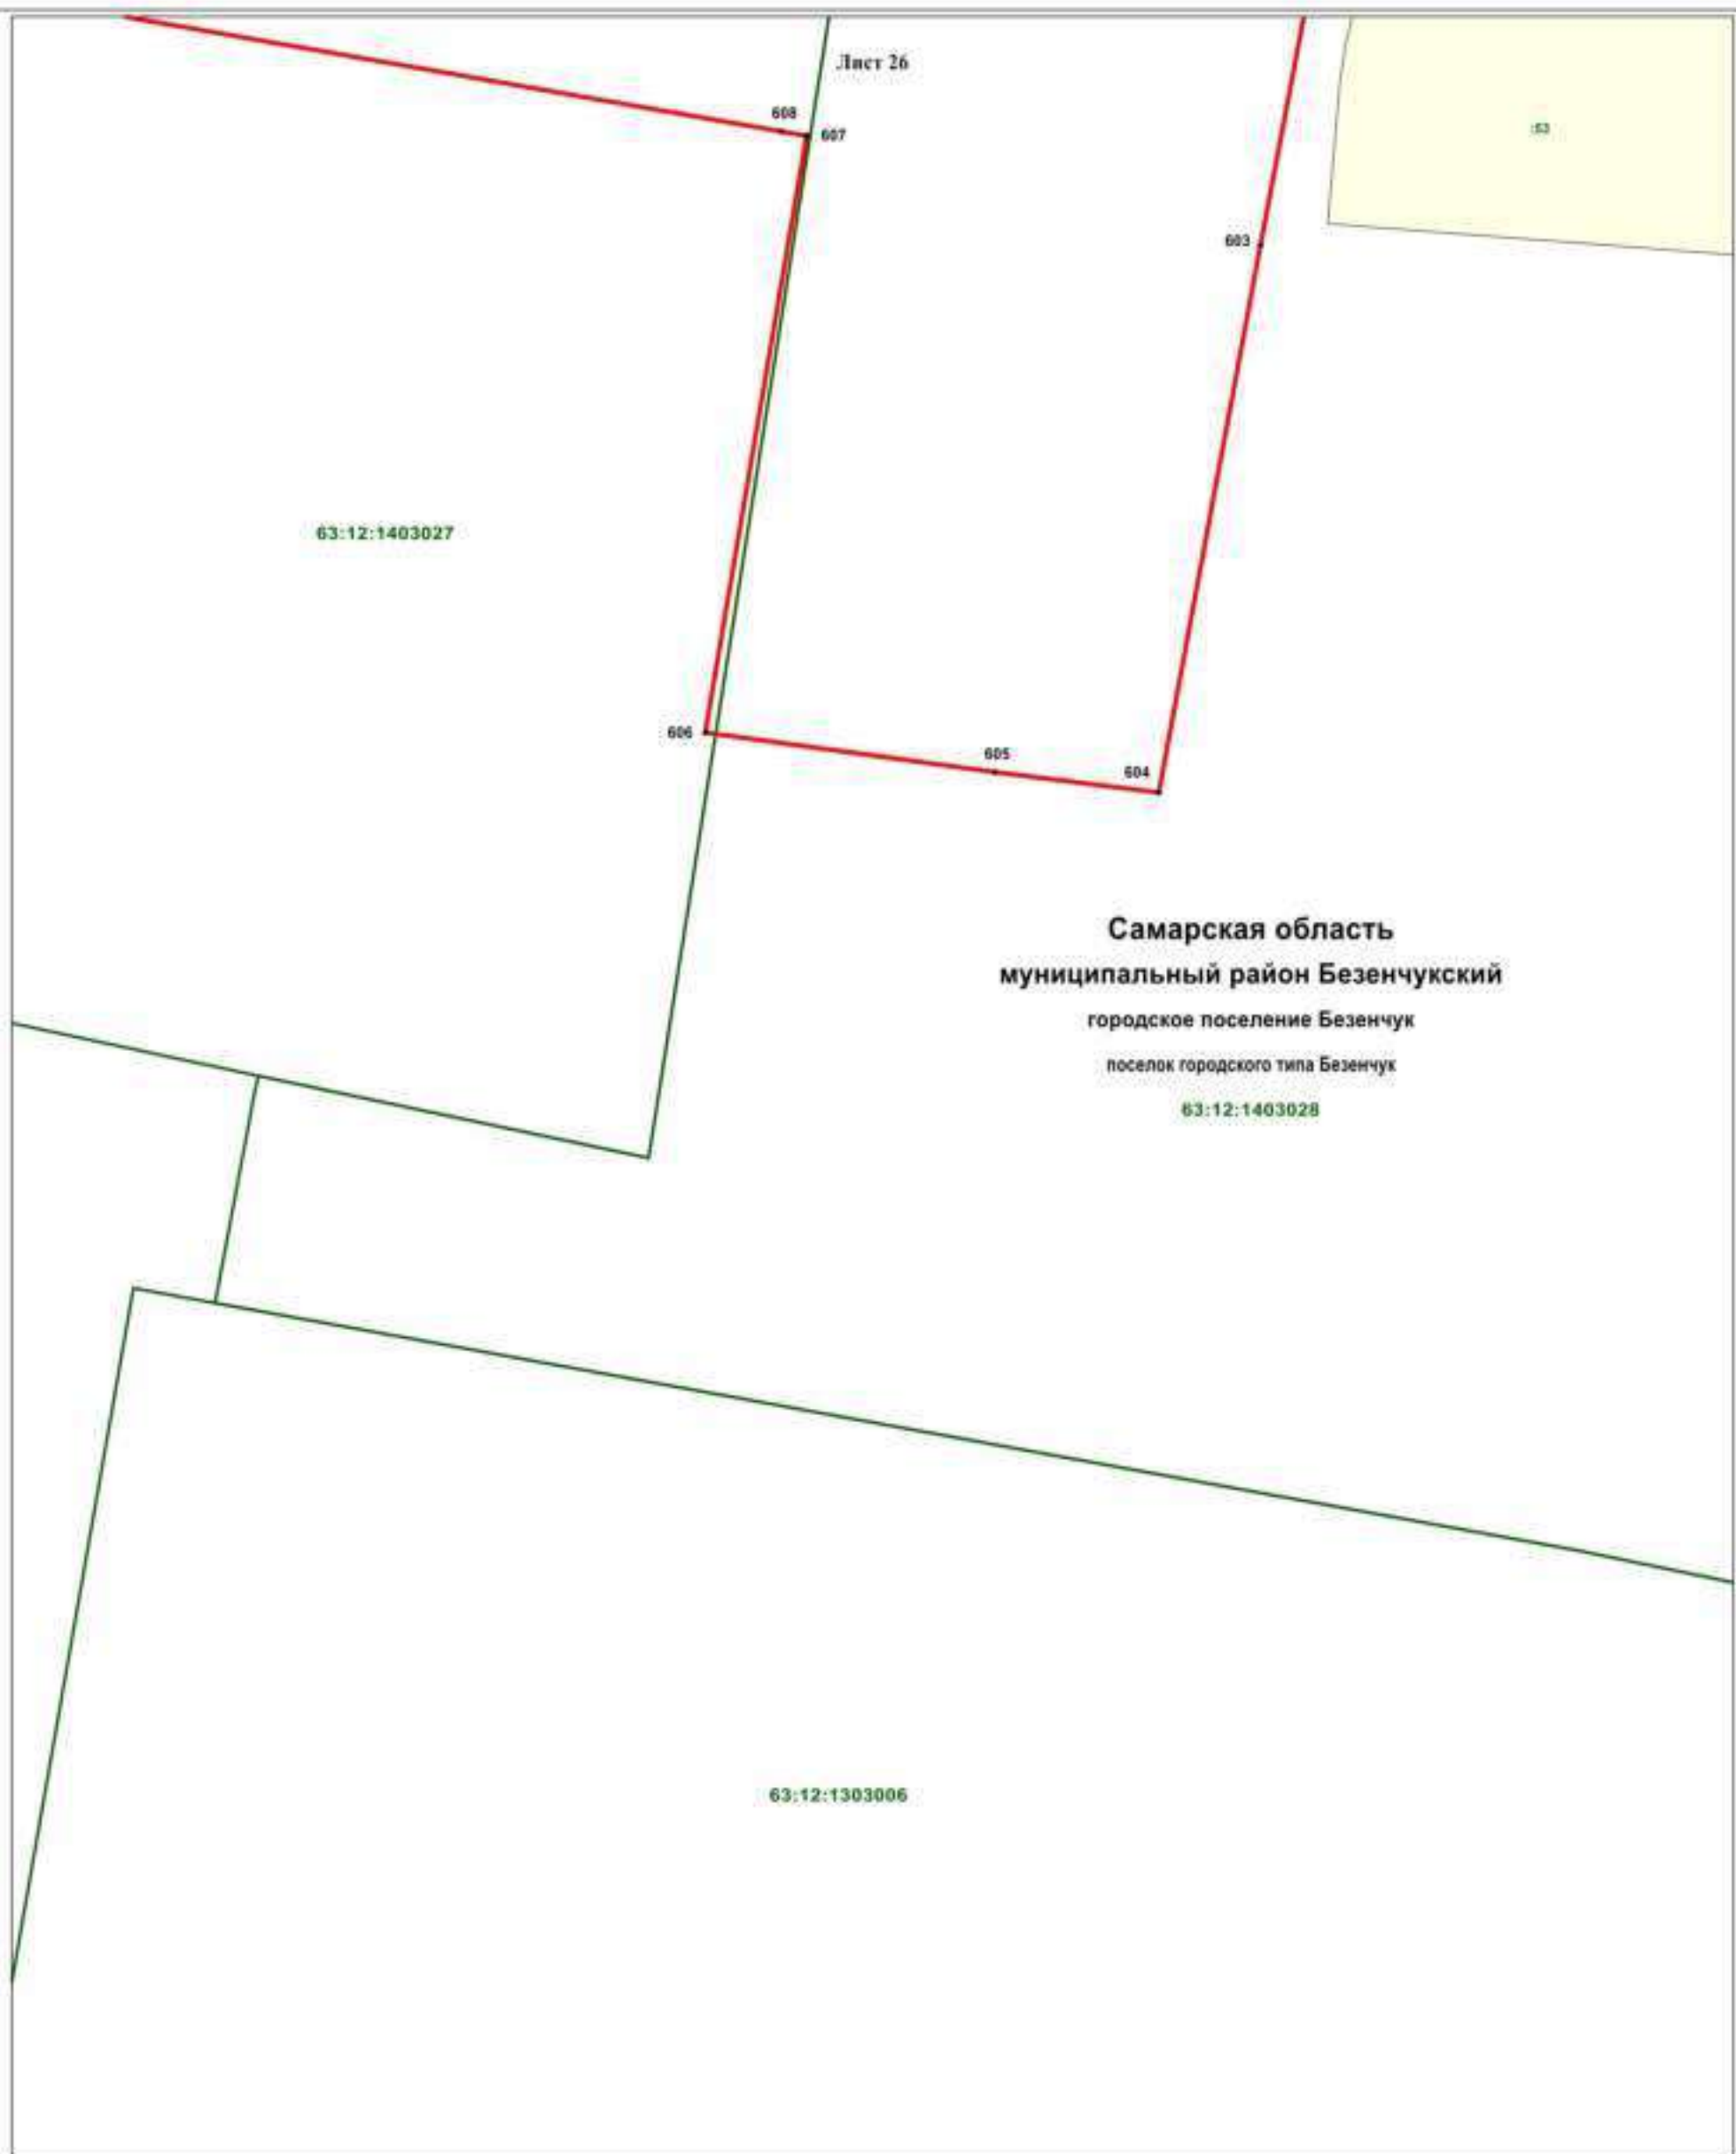 Лист 26
608
607
:53
603
63:12:1403027
606
605
604
Самарская область
муниципальный район Безенчукский
городское поселение Безенчук
поселок городского типа Безенчук
63:12:1403028
63:12:1303006